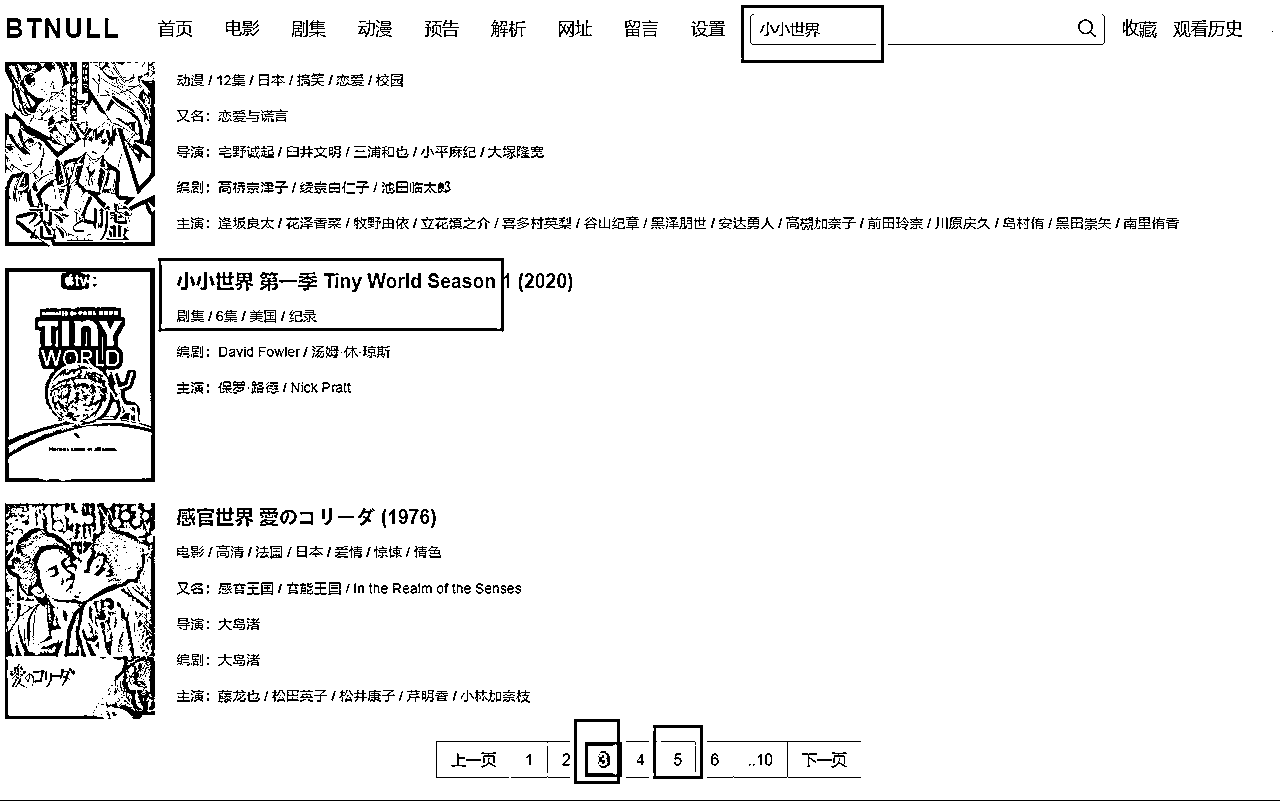 BTNULL 首页 电影 剧集 动漫 预告 解析 网址 留言 设置 小小世界 收藏 观看历史
动漫 / 12集 / 日本 / 搞笑 / 恋爱 / 校园
又名：恋爱与谎言
导演：宅野诚起 / 臼井文明 / 三浦和也 / 小平麻纪 / 大塚隆宽
编剧：高桥奈津子 / 绫奈由仁子 / 池田临太郎
主演：逢坂良太 / 花泽香菜 / 牧野由依 / 立花慎之介 / 喜多村英梨 / 谷山纪章 / 黑泽朋世 / 安达勇人 / 高槻加奈子 / 前田玲奈 / 川原庆久 / 岛村侑 / 黑田崇矢 / 南里侑香
恋と嘘
小小世界 第一季 Tiny World Season 1 (2020)
剧集 / 6集 / 美国 / 纪录
编剧：David Fowler / 汤姆·休·琼斯
主演：保罗·路德 / Nick Pratt
tv+
TINY
WORLD
感官世界 愛のコリーダ (1976)
电影 / 高清 / 法国 / 日本 / 爱情 / 惊悚 / 情色
又名：感官王国 / 官能王国 / In the Realm of the Senses
导演：大岛渚
编剧：大岛渚
主演：藤龙也 / 松田英子 / 松井康子 / 芹明香 / 小林加奈枝
愛のコリーダ
上一页 1 2 3 4 5 6 ..10 下一页